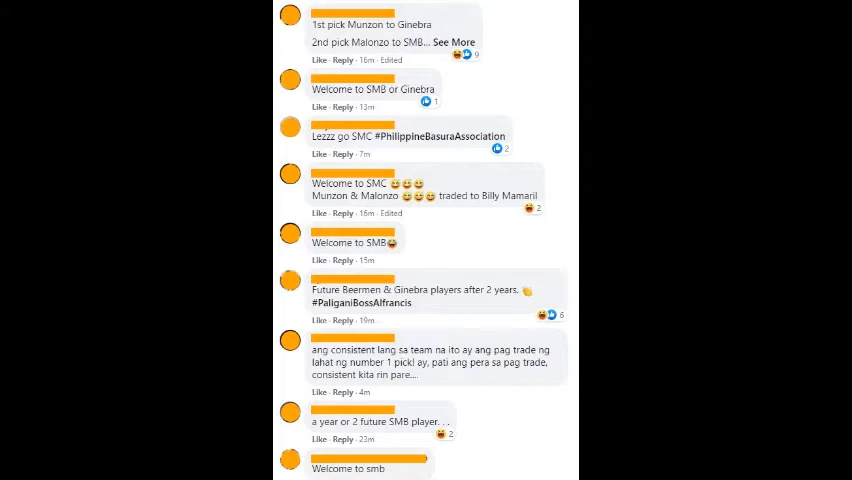 1st pick Munzon to Ginebra
2nd pick Malonzo to SMB... See More
9
Like · Reply · 16m · Edited
Welcome to SMB or Ginebra
1
Like · Reply · 13m
Lezzz go SMC #PhilippineBasuraAssociation
2
Like · Reply · 7m
Welcome to SMC 😅😅😅
Munzon & Malonzo 😅😅😅 traded to Billy Mamaril
2
Like · Reply · 16m · Edited
Welcome to SMB😂
Like · Reply · 15m
Future Beermen & Ginebra players after 2 years. 👏
#PaliganiBossAlfrancis
6
Like · Reply · 19m
ang consistent lang sa team na ito ay ang pag trade ng
lahat ng number 1 pickl ay, pati ang pera sa pag trade,
consistent kita rin pare....
Like · Reply · 4m
a year or 2 future SMB player. . .
2
Like · Reply · 23m
Welcome to smb